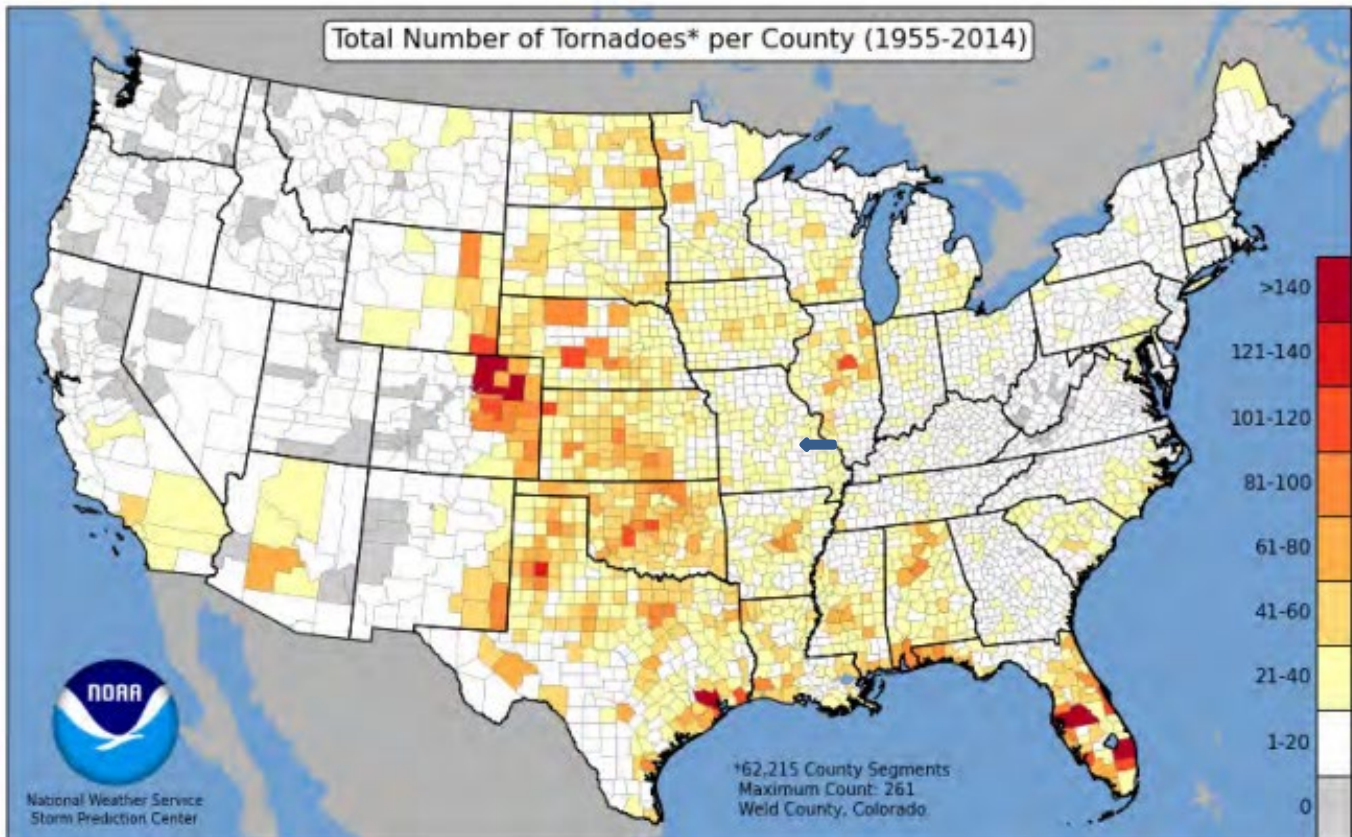 Total Number of Tornadoes* per County (1955-2014)
>140
121-140
101-120
81-100
61-80
41-60
21-40
1-20
0
NOAA
National Weather Service
Storm Prediction Center
*62,215 County Segments
Maximum Count: 261
Weld County, Colorado